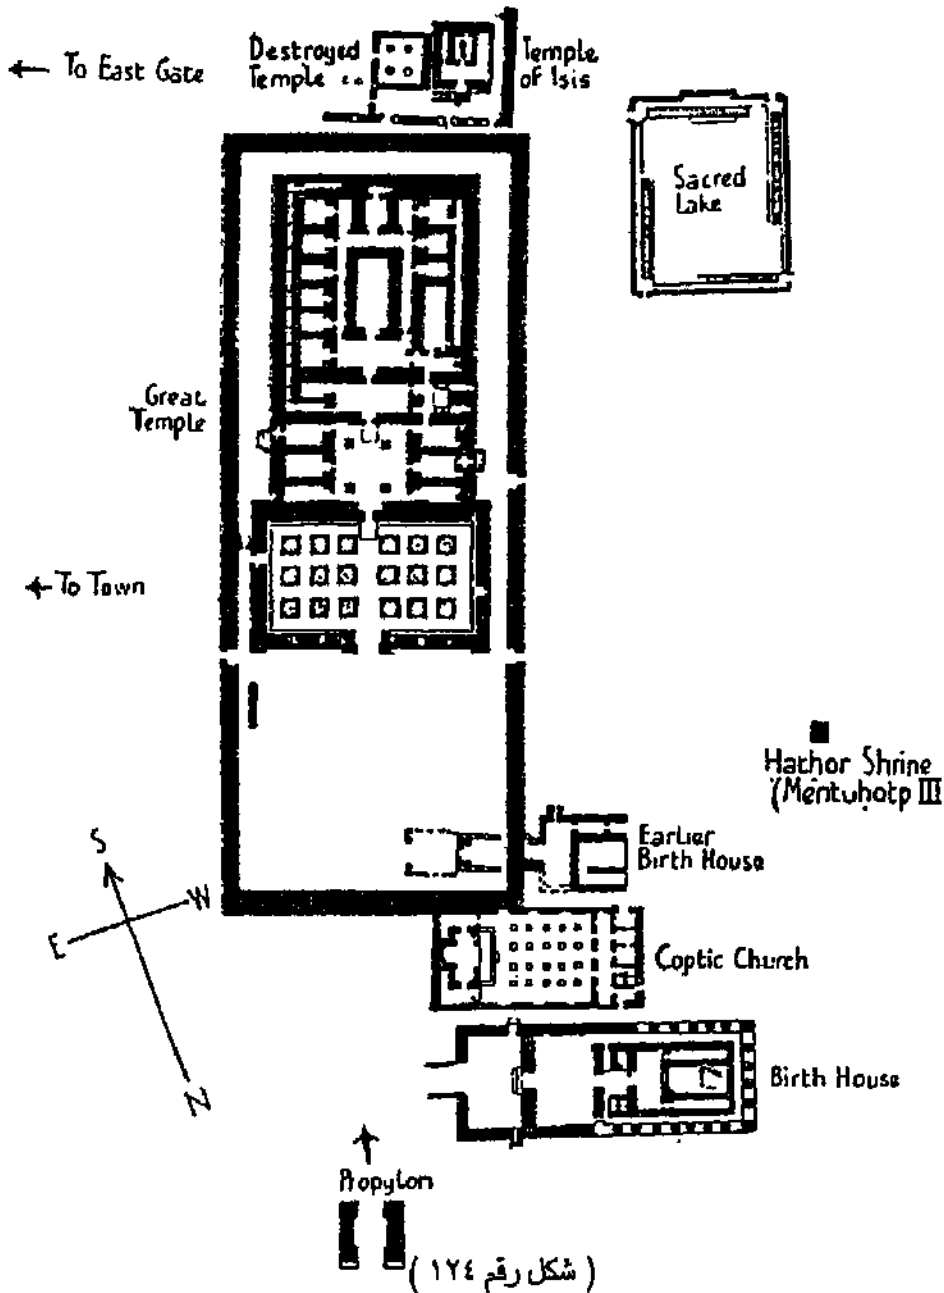 ← To East Gate
Destroyed
Temple
Temple
of Isis
Sacred
Lake
Great
Temple
← To Town
Hathor Shrine
(Mentuhotp III
Earlier
Birth House
S
W
E
N
Coptic Church
Birth House
Propylon
( شكل رقم ١٢٤ )